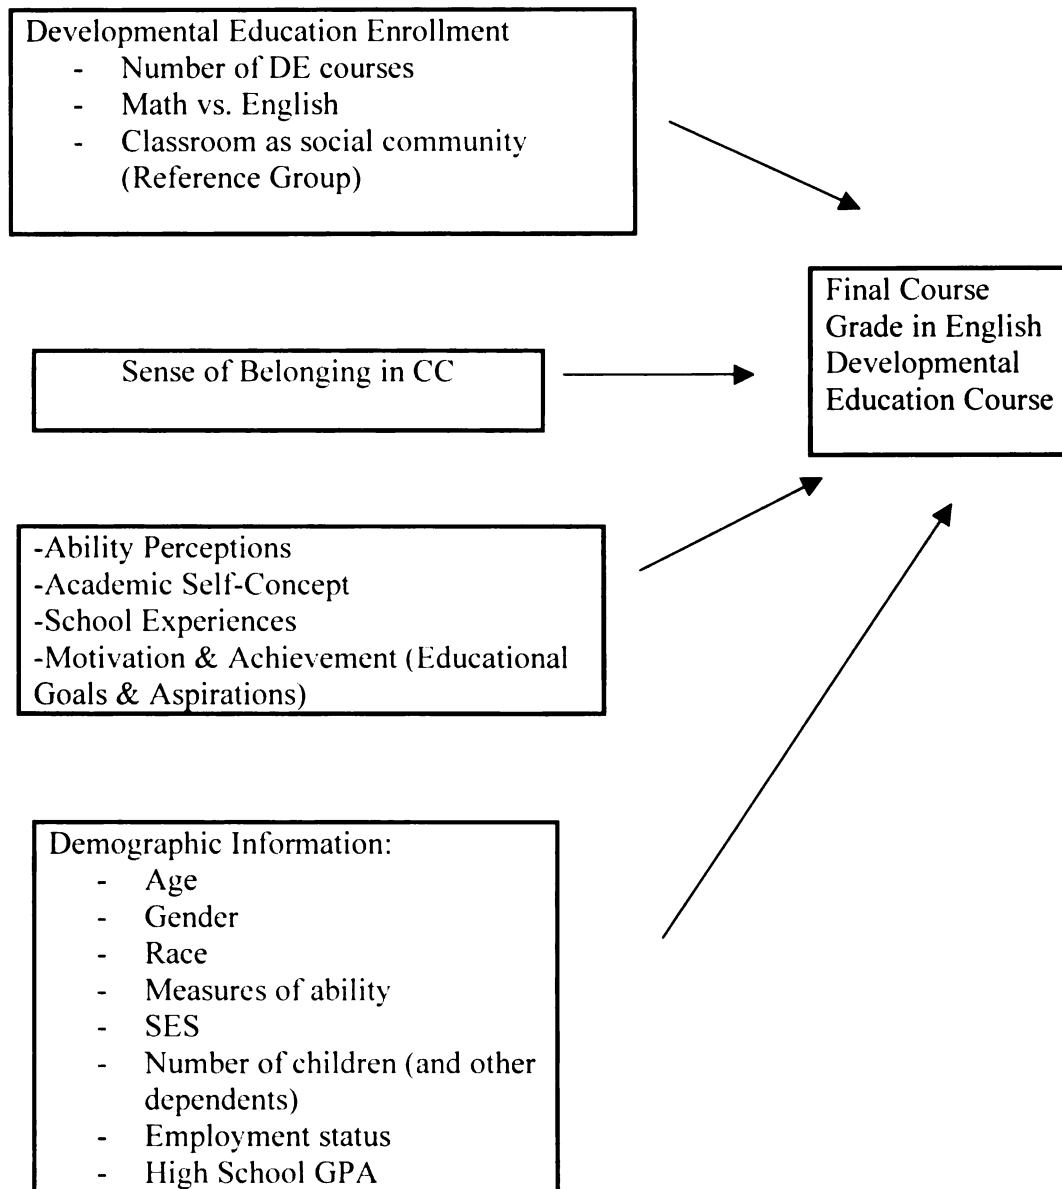 Developmental Education Enrollment
- Number of DE courses
- Math vs. English
- Classroom as social community
(Reference Group)
Final Course
Grade in English
Developmental
Education Course
Sense of Belonging in CC
-Ability Perceptions
-Academic Self-Concept
-School Experiences
-Motivation & Achievement (Educational
Goals & Aspirations)
Demographic Information:
- Age
- Gender
- Race
- Measures of ability
- SES
- Number of children (and other
dependents)
- Employment status
- High School GPA